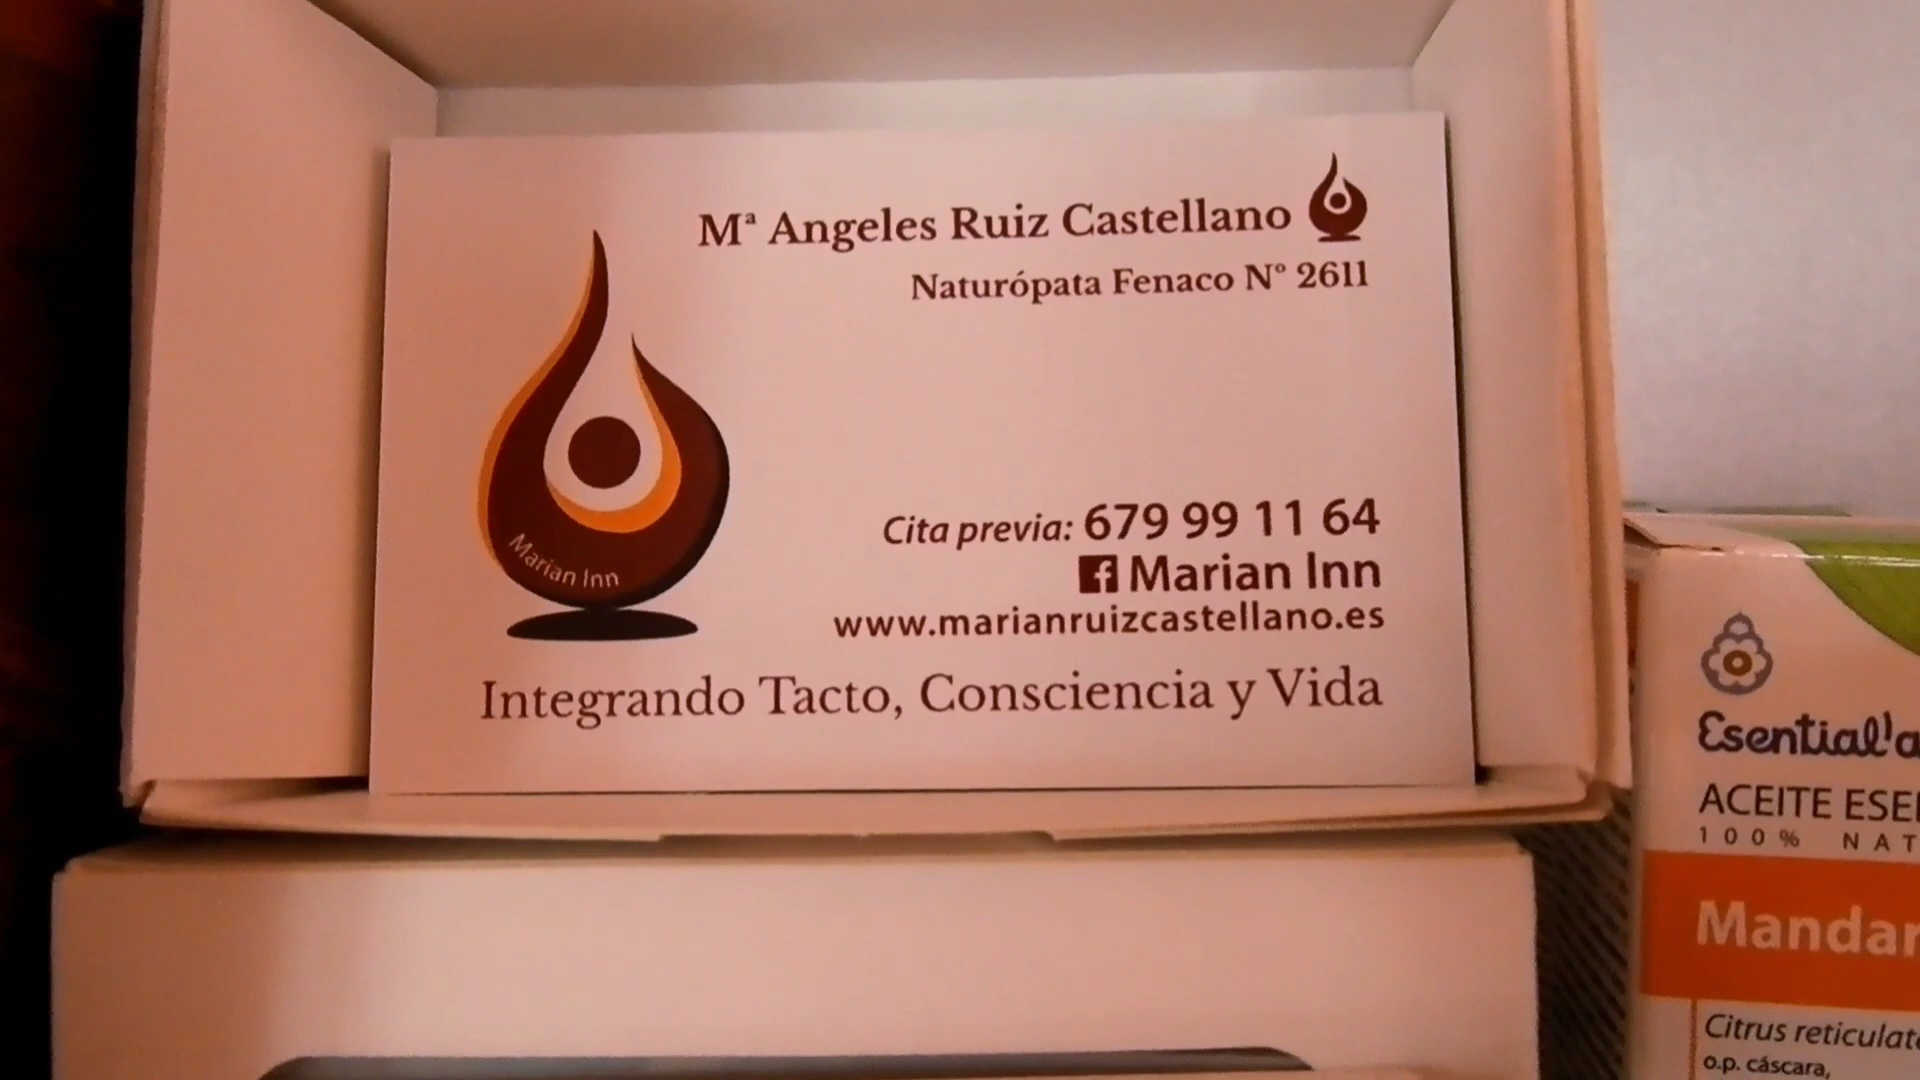 Mª Angeles Ruiz Castellano
Naturópata Fenaco Nº 2611
Marian Inn
Cita previa: 679 99 11 64
Marian Inn
www.marianruizcastellano.es
Integrando Tacto, Consciencia y Vida
Esential'a
ACEITE ESE
100% NAT
Mandar
Citrus reticulat
o.p. cáscara,